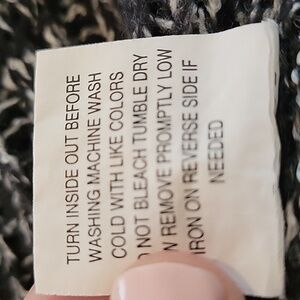 TURN INSIDE OUT BEFORE
WASHING MACHINE WASH
COLD WITH LIKE COLORS
NOT BLEACH TUMBLE DRY
W REMOVE PROMPTLY LOW
IRON ON REVERSE SIDE IF
NEEDED